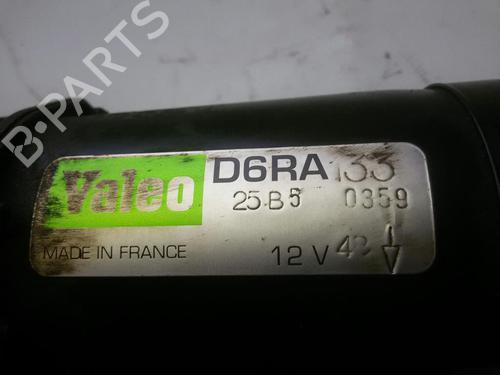 B-PARTS
Valeo
D6RA133
25-B5 0359
MADE IN FRANCE
12 V